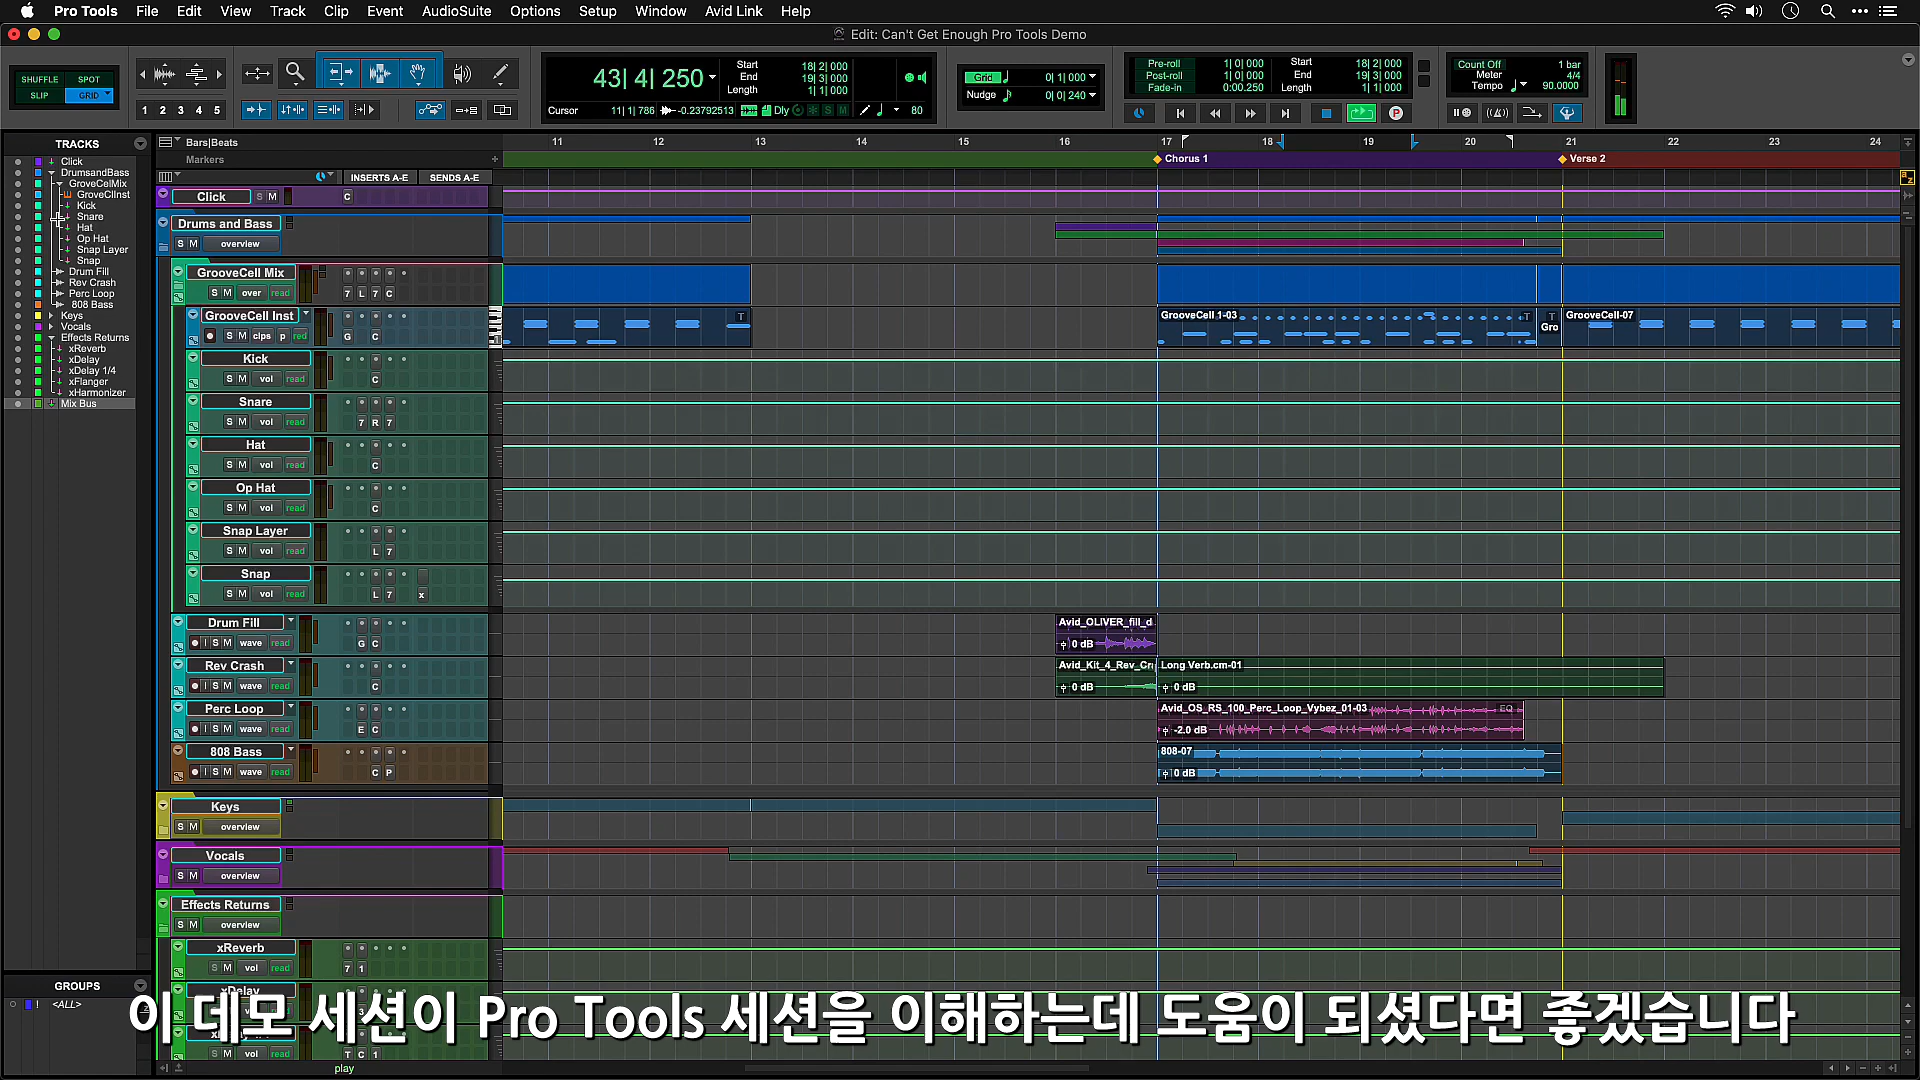 Pro Tools File Edit View Track Clip Event AudioSuite Options Setup Window Avid Link Help
Edit: Can't Get Enough Pro Tools Demo
SHUFFLE SPOT
SLIP GRID
1 2 3 4 5
43| 4| 250
Start 18| 2| 000
End 19| 3| 000
Length 1| 1| 000
Cursor 11| 1| 786 -0.23792513 Dly S M 80
Grid 0| 1| 000
Nudge 0| 0| 240
Pre-roll 1| 0| 000
Post-roll 1| 0| 000
Fade-in 0:00.250
Start 18| 2| 000
End 19| 3| 000
Length 1| 1| 000
Count Off 1 bar
Meter 4/4
Tempo 90.0000
TRACKS
Click
DrumsandBass
GroveCelMix
GroveClInst
Kick
Snare
Hat
Op Hat
Snap Layer
Snap
Drum Fill
Rev Crash
Perc Loop
808 Bass
Keys
Vocals
Effects Returns
xReverb
xDelay
xDelay 1/4
xFlanger
xHarmonizer
Mix Bus
GROUPS
! <ALL>
Bars|Beats 11 12 13 14 15 16 17 18 19 20 21 22 23 24
Markers Chorus 1 Verse 2
INSERTS A-E SENDS A-E
Click S M C
Drums and Bass
S M overview
GrooveCell Mix
S M over read 7 L 7 C
GrooveCell Inst GrooveCell 1-03 Gro GrooveCell-07
S M clps p red G C
Kick
S M vol read C
Snare
S M vol read 7 R 7
Hat
S M vol read C
Op Hat
S M vol read C
Snap Layer
S M vol read L 7
Snap
S M vol read L 7 x
Drum Fill Avid_OLIVER_fill_d
I S M wave read G C 0 dB
Rev Crash Avid_Kit_4_Rev_Cr Long Verb.cm-01
I S M wave read C 0 dB 0 dB
Perc Loop Avid_OS_RS_100_Perc_Loop_Vybez_01-03 EQ
I S M wave read E C -2.0 dB
808 Bass 808-07
I S M wave read C P 0 dB
Keys
S M overview
Vocals
S M overview
Effects Returns
S M overview
xReverb
S M vol read 7 1
xDelay
이 데모 세션이 Pro Tools 세션을 이해하는데 도움이 되셨다면 좋겠습니다
S M vol read T C 1
play